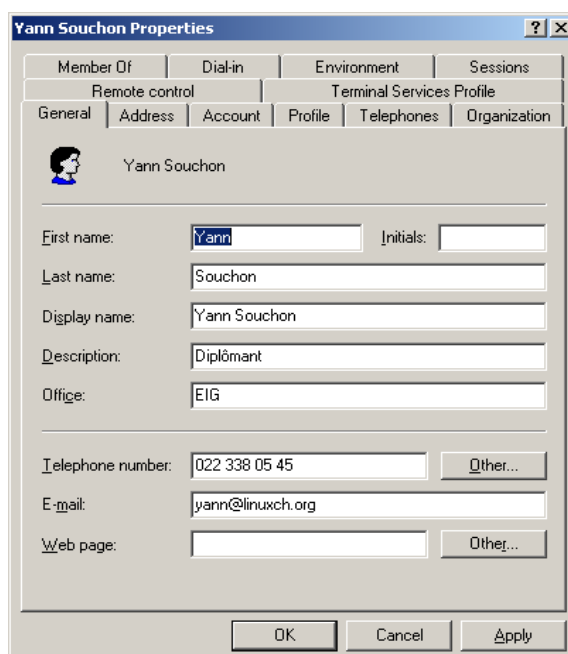 Yann Souchon Properties
Member Of Dial-in Environment Sessions
Remote control Terminal Services Profile
General Address Account Profile Telephones Organization
Yann Souchon
First name: Yann Initials:
Last name: Souchon
Display name: Yann Souchon
Description: Diplômant
Office: EIG
Telephone number: 022 338 05 45 Other...
E-mail: yann@linuxch.org
Web page: Other...
OK Cancel Apply